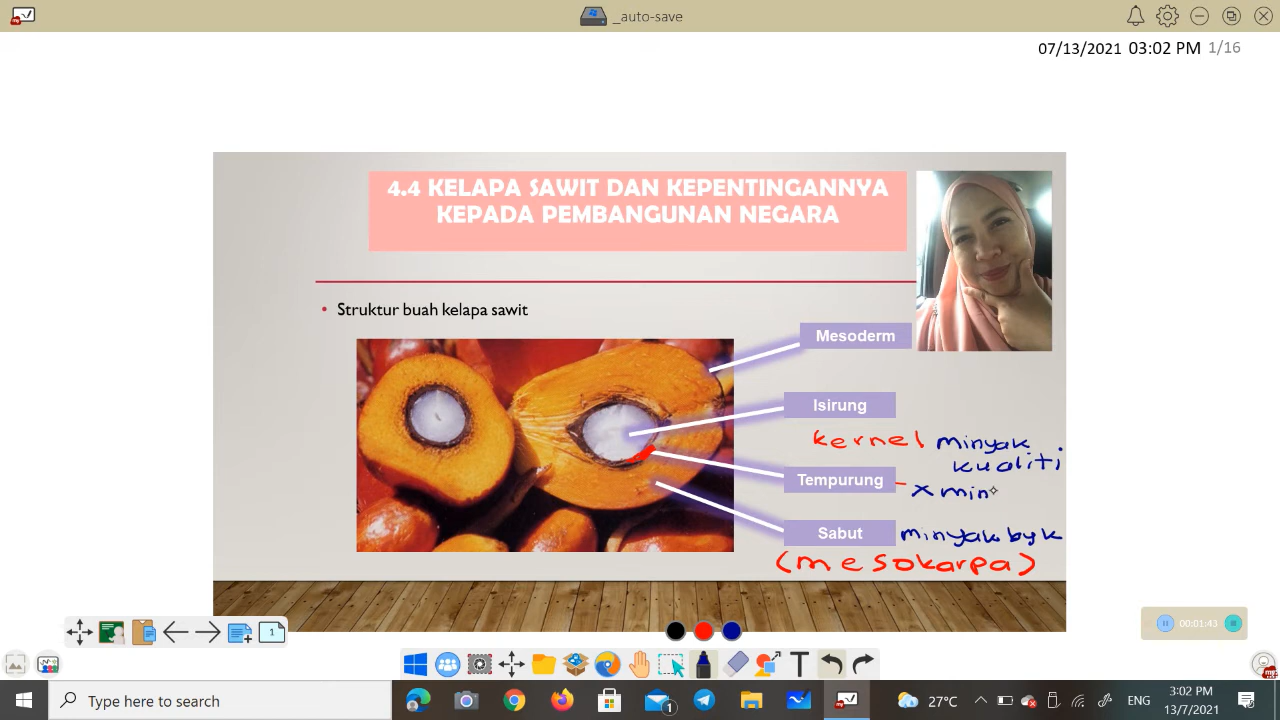 _auto-save
07/13/2021 03:02 PM 1/16
4.4 KELAPA SAWIT DAN KEPENTINGANNYA
KEPADA PEMBANGUNAN NEGARA
• Struktur buah kelapa sawit
Mesoderm
Isirung
kernel minyak
kualiti
Tempurung
x min
Sabut minyak byk
(mesokarpa)
00:01:43
1
T
Type here to search
1
27°C
ENG
3:02 PM
13/7/2021